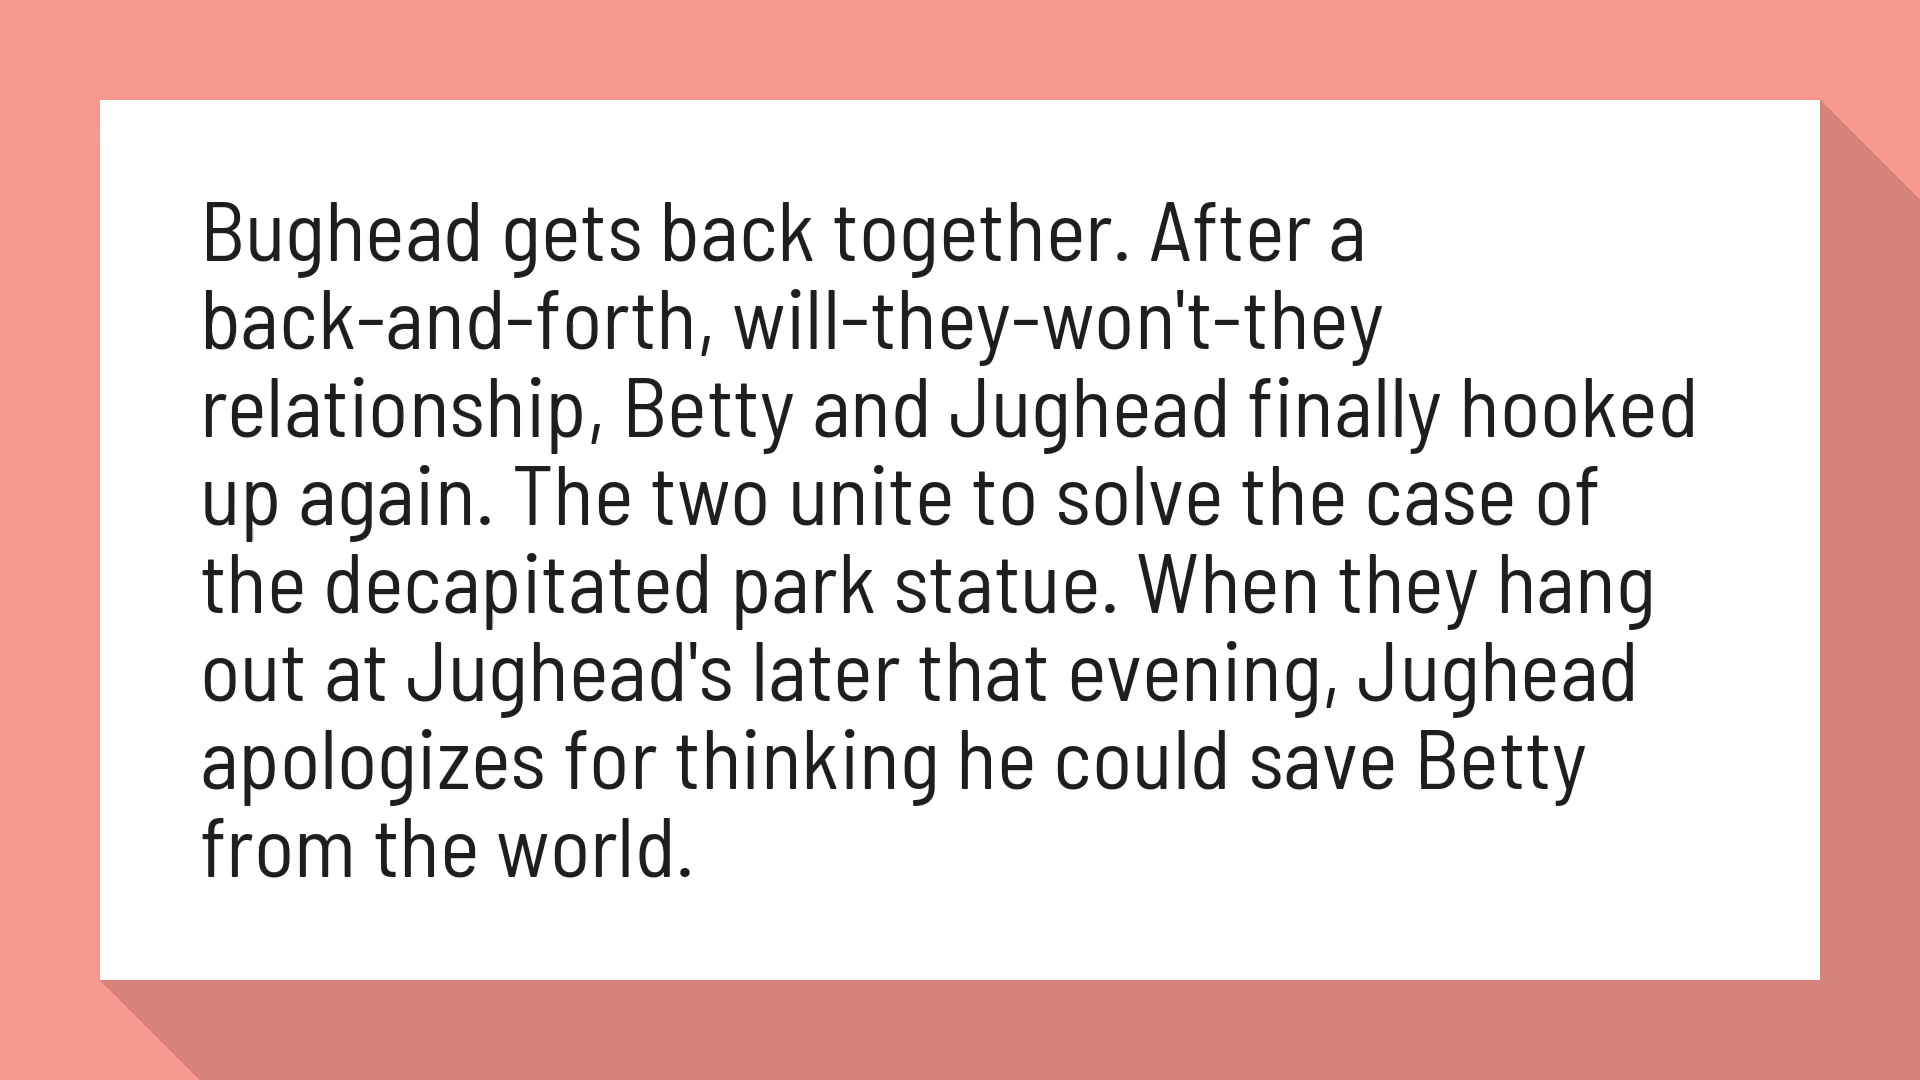 Bughead gets back together. After a
back-and-forth, will-they-won't-they
relationship, Betty and Jughead finally hooked
up again. The two unite to solve the case of
the decapitated park statue. When they hang
out at Jughead's later that evening, Jughead
apologizes for thinking he could save Betty
from the world.